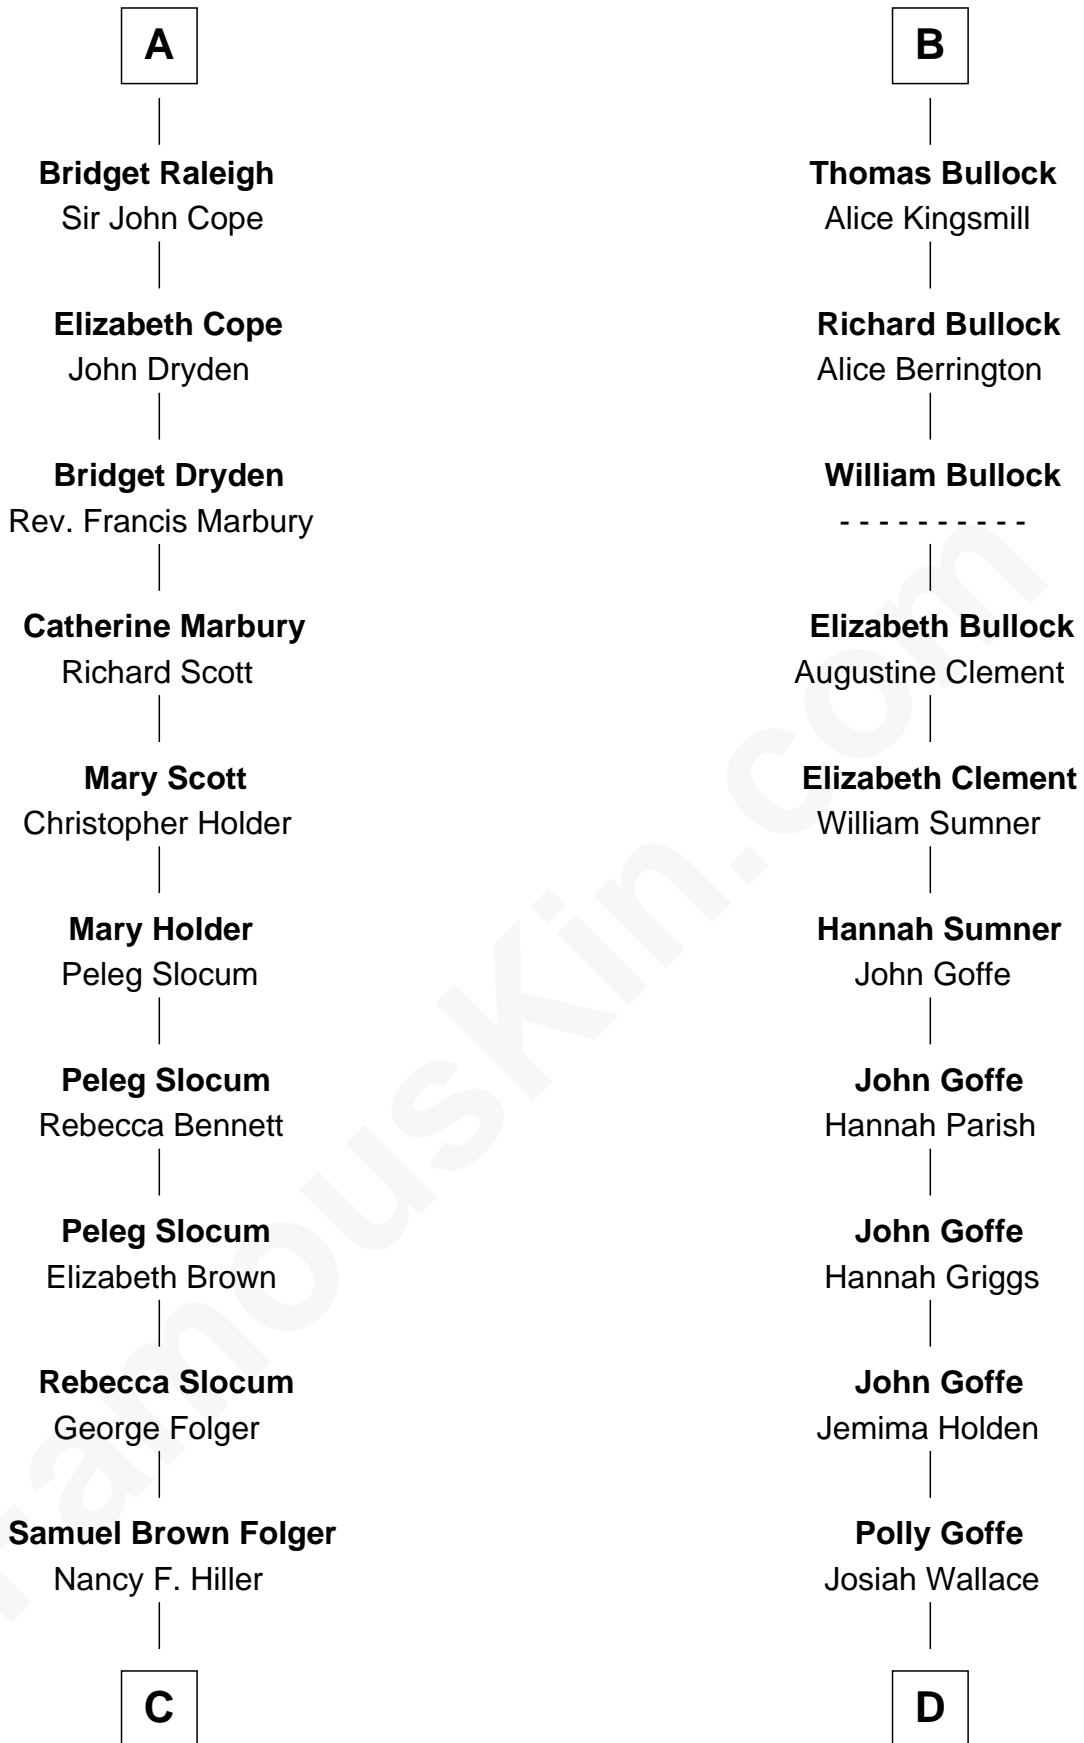 A
Bridget Raleigh
Sir John Cope
Elizabeth Cope
John Dryden
Bridget Dryden
Rev. Francis Marbury
Catherine Marbury
Richard Scott
Mary Scott
Christopher Holder
Mary Holder
Peleg Slocum
Peleg Slocum
Rebecca Bennett
Peleg Slocum
Elizabeth Brown
Rebecca Slocum
George Folger
Samuel Brown Folger
Nancy F. Hiller
C
B
Thomas Bullock
Alice Kingsmill
Richard Bullock
Alice Berrington
William Bullock
- - - - - - - - - -
Elizabeth Bullock
Augustine Clement
Elizabeth Clement
William Sumner
Hannah Sumner
John Goffe
John Goffe
Hannah Parish
John Goffe
Hannah Griggs
John Goffe
Jemima Holden
Polly Goffe
Josiah Wallace
D
FamousKin.com